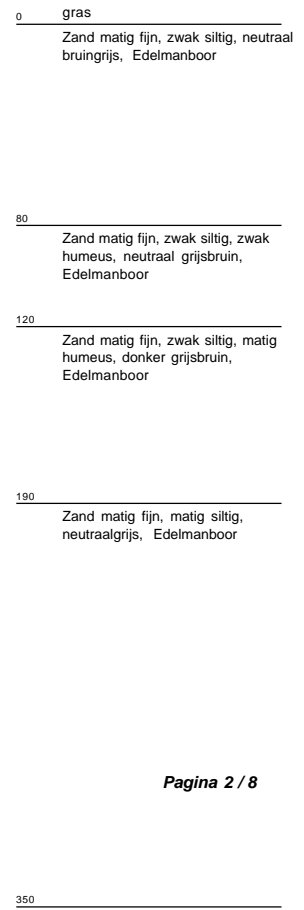 0 gras
Zand matig fijn, zwak siltig, neutraal
bruingrijs, Edelmanboor
80
Zand matig fijn, zwak siltig, zwak
humeus, neutraal grijsbruin,
Edelmanboor
120
Zand matig fijn, zwak siltig, matig
humeus, donker grijsbruin,
Edelmanboor
190
Zand matig fijn, matig siltig,
neutraalgrijs, Edelmanboor
Pagina 2 / 8
350